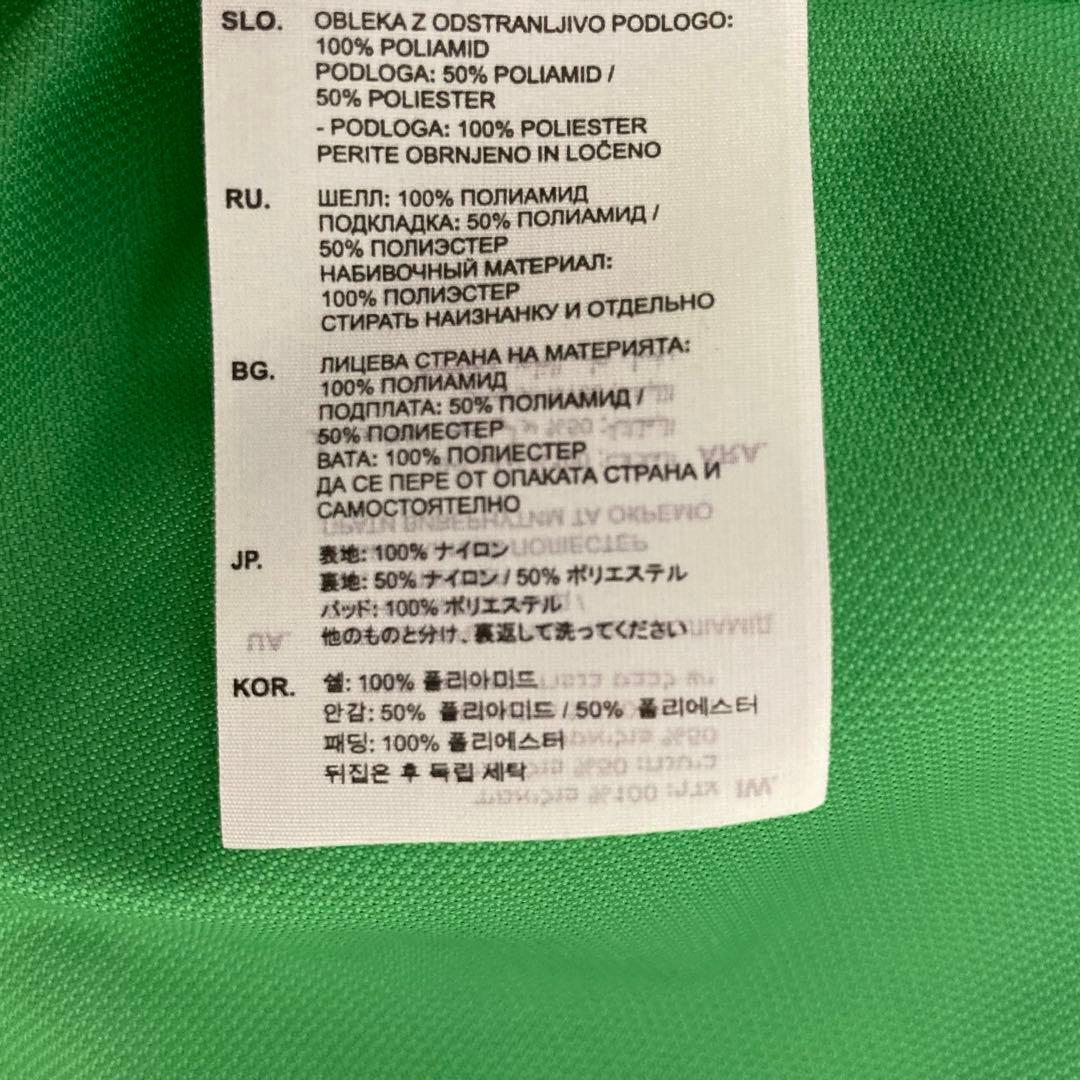 SLO. OBLEKA Z ODSTRANLJIVO PODLOGO:
100% POLIAMID
PODLOGA: 50% POLIAMID /
50% POLIESTER
- PODLOGA: 100% POLIESTER
PERITE OBRNJENO IN LOČENO
RU. ШЕЛЛ: 100% ПОЛИАМИД
ПОДКЛАДКА: 50% ПОЛИАМИД /
50% ПОЛИЭСТЕР
НАБИВОЧНЫЙ МАТЕРИАЛ:
100% ПОЛИЭСТЕР
СТИРАТЬ НАИЗНАНКУ И ОТДЕЛЬНО
BG. ЛИЦЕВА СТРАНА НА МАТЕРИЯТА:
100% ПОЛИАМИД
ПОДПЛАТА: 50% ПОЛИАМИД /
50% ПОЛИЕСТЕР
ВАТА: 100% ПОЛИЕСТЕР
ДА СЕ ПЕРЕ ОТ ОПАКАТА СТРАНА И
САМОСТОЯТЕЛНО
JP. 表地: 100% ナイロン
裏地: 50% ナイロン / 50% ポリエステル
パッド: 100% ポリエステル
他のものと分け、裏返して洗ってください
KOR. 쉘: 100% 폴리아미드
안감: 50% 폴리아미드 / 50% 폴리에스터
패딩: 100% 폴리에스터
뒤집은 후 독립 세탁